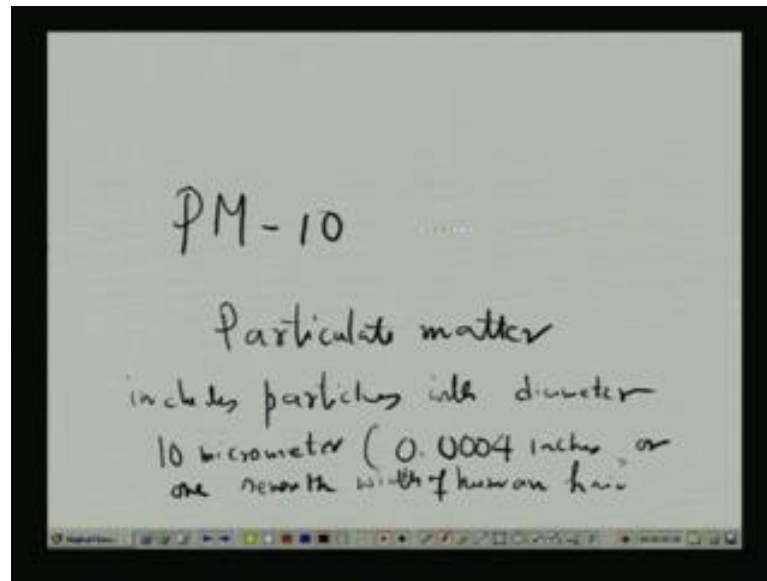 PM-10
Particulate matter
includes particles with diameter
10 micrometer (0.0004 inches or
one seventh width of human hair